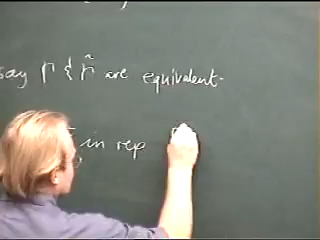 say Γ & Γ̃ are equivalent.
in rep